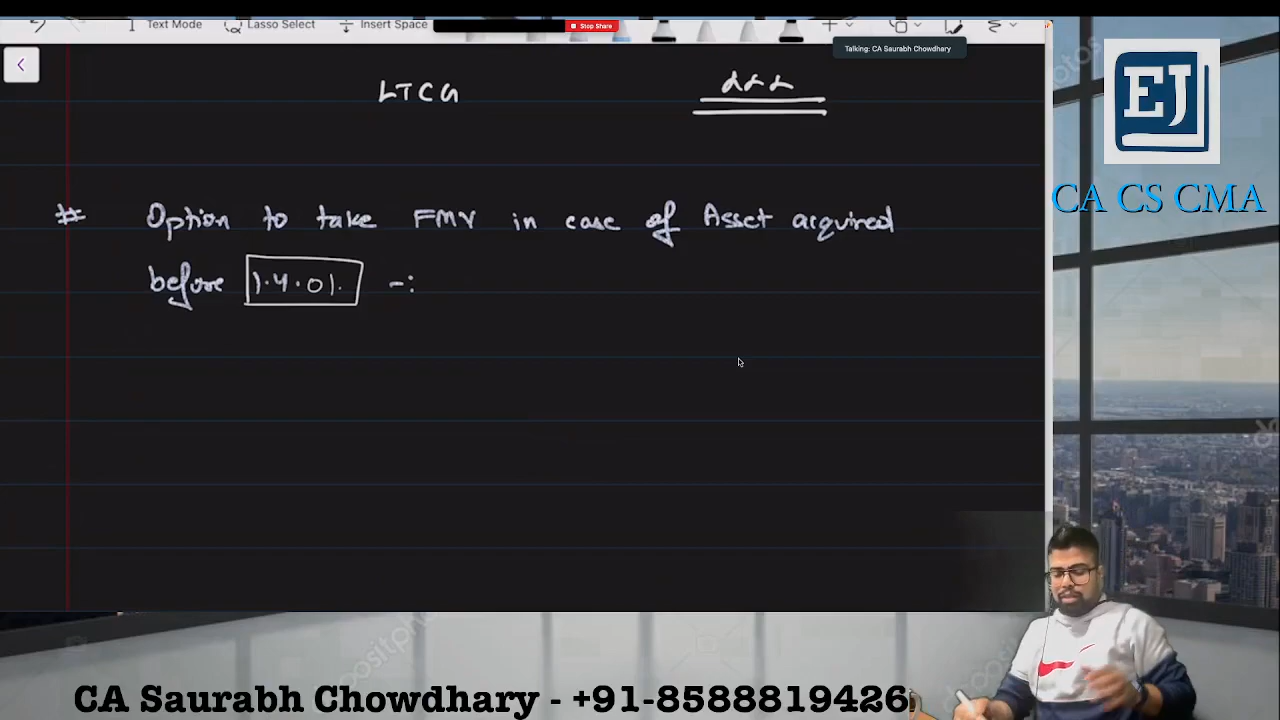 Text Mode Lasso Select Insert Space Stop Share
Talking: CA Saurabh Chowdhary
LTCG
EJ
CA CS CMA
# Option to take FMV in case of Asset acquired
before 1.4.01. -:
CA Saurabh Chowdhary - +91-8588819426